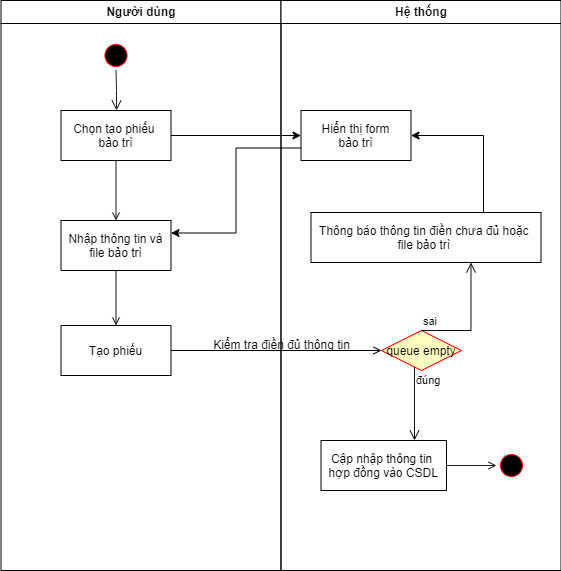 Người dùng
Hệ thống
Chọn tạo phiếu
bảo trì
Hiển thị form
bảo trì
Nhập thông tin và
file bảo trì
Thông báo thông tin điền chưa đủ hoặc
file bảo trì
Tạo phiếu
Kiểm tra điền đủ thông tin
queue empty
sai
đúng
Cập nhập thông tin
hợp đồng vào CSDL